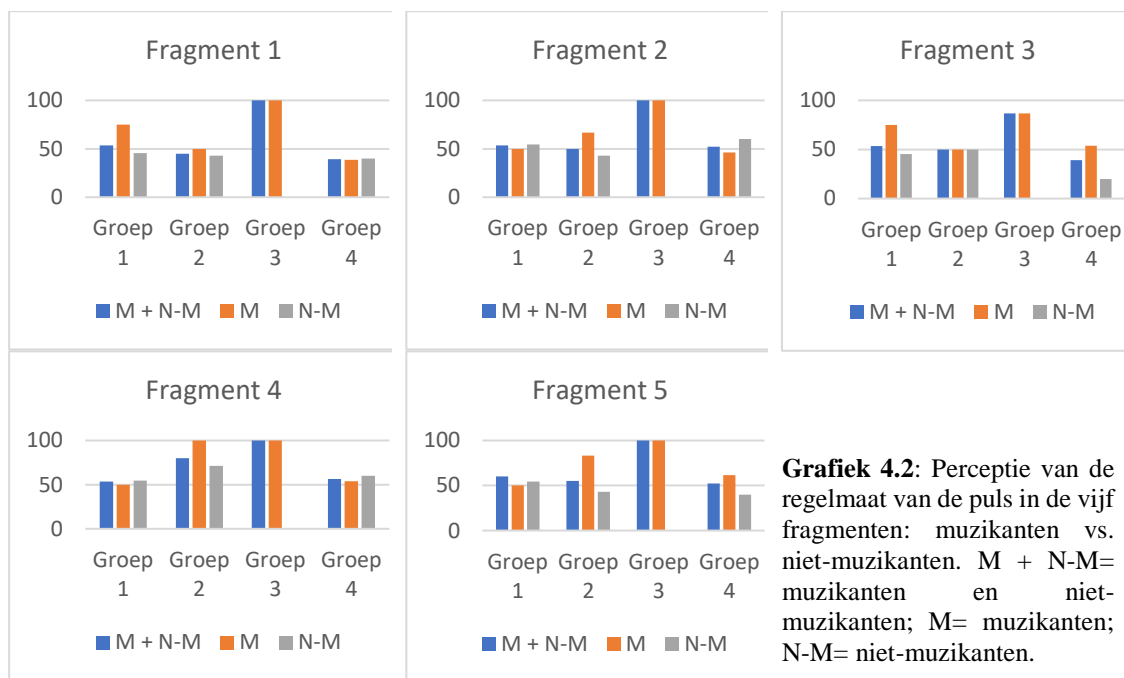 Fragment 1
100
50
0
Groep Groep Groep Groep
1 2 3 4
M + N-M M N-M
Fragment 2
100
50
0
Groep Groep Groep Groep
1 2 3 4
M + N-M M N-M
Fragment 3
100
50
0
Groep Groep Groep Groep
1 2 3 4
M + N-M M N-M
Fragment 4
100
50
0
Groep Groep Groep Groep
1 2 3 4
M + N-M M N-M
Fragment 5
100
50
0
Groep Groep Groep Groep
1 2 3 4
M + N-M M N-M
Grafiek 4.2: Perceptie van de
regelmaat van de puls in de vijf
fragmenten: muzikanten vs.
niet-muzikanten. M + N-M=
muzikanten en niet-
muzikanten; M= muzikanten;
N-M= niet-muzikanten.